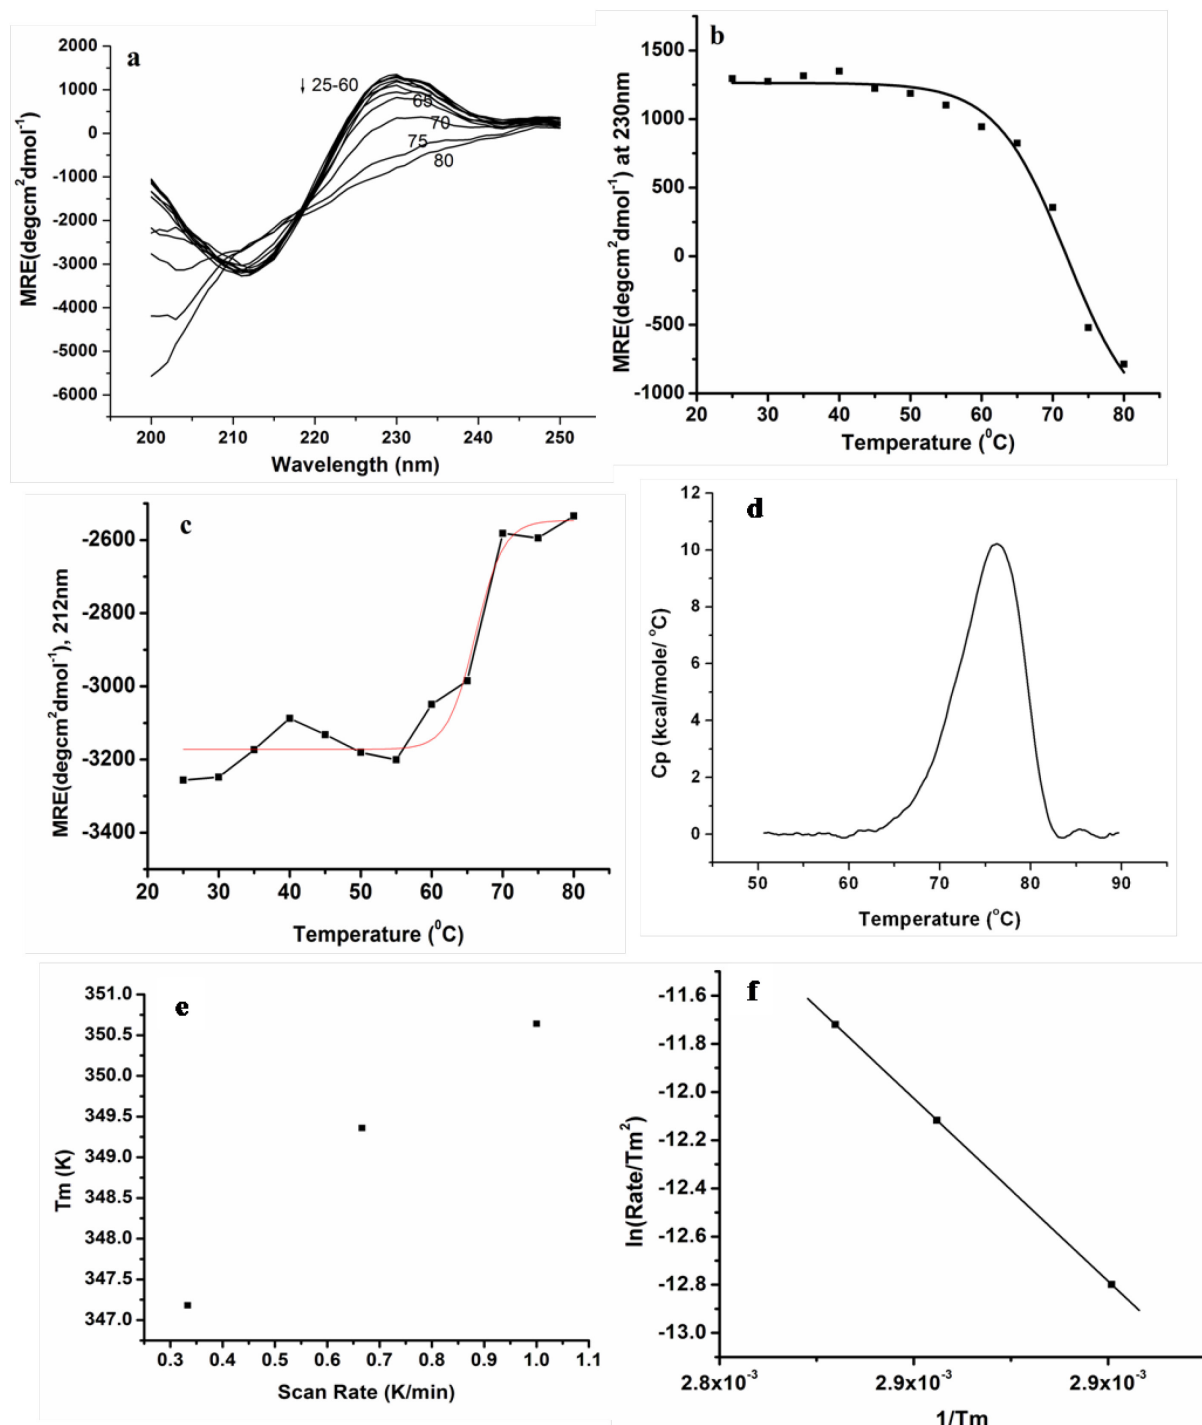 a
2000
1000
0
-1000
-2000
-3000
-4000
-5000
-6000
↓ 25-60
65
70
75
80
200 210 220 230 240 250
Wavelength (nm)
MRE(degcm²dmol⁻¹)
b
1500
1000
500
0
-500
-1000
20 30 40 50 60 70 80
Temperature (⁰C)
MRE(degcm²dmol⁻¹) at 230nm
c
-2600
-2800
-3000
-3200
-3400
20 30 40 50 60 70 80
Temperature (⁰C)
MRE(degcm²dmol⁻¹), 212nm
d
12
10
8
6
4
2
0
50 60 70 80 90
Temperature (°C)
Cp (kcal/mole/ °C)
e
351.0
350.5
350.0
349.5
349.0
348.5
348.0
347.5
347.0
0.3 0.4 0.5 0.6 0.7 0.8 0.9 1.0 1.1
Scan Rate (K/min)
Tm (K)
f
-11.6
-11.8
-12.0
-12.2
-12.4
-12.6
-12.8
-13.0
2.8x10⁻³ 2.9x10⁻³ 2.9x10⁻³
1/Tm
ln(Rate/Tm²)